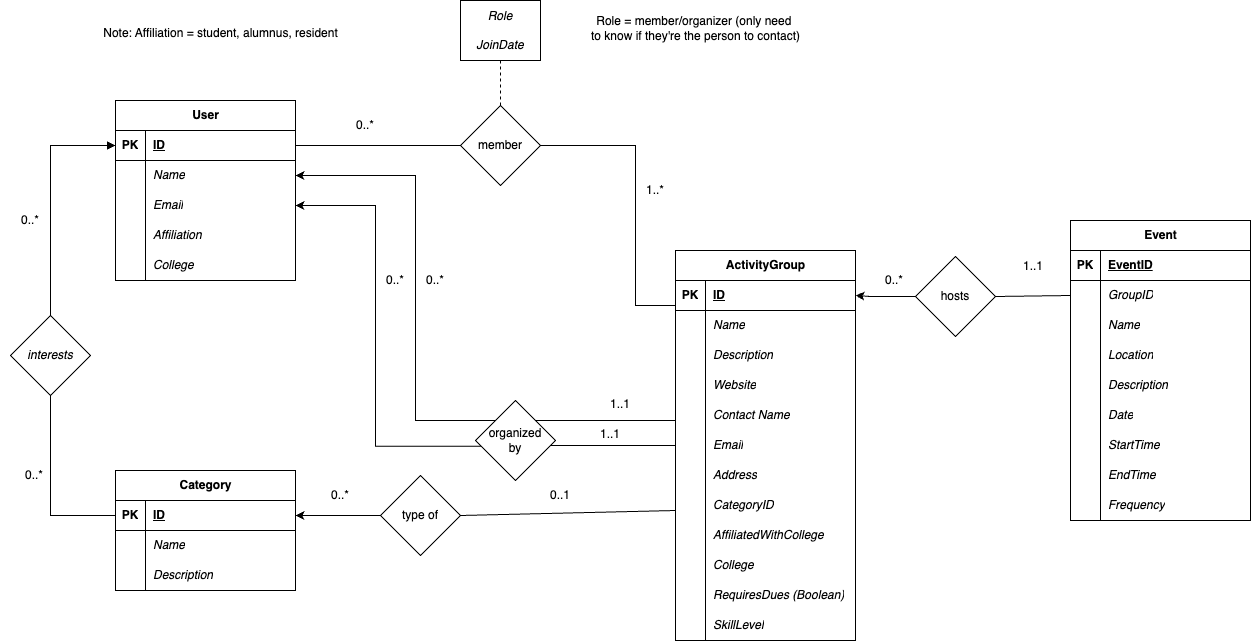 Role
JoinDate
Note: Affiliation = student, alumnus, resident
Role = member/organizer (only need
to know if they're the person to contact)
User
PK ID
Name
Email
Affiliation
College
0..*
member
1..*
0..*
0..*
0..*
interests
0..*
ActivityGroup
PK ID
Name
Description
Website
Contact Name
Email
Address
CategoryID
AffiliatedWithCollege
College
RequiresDues (Boolean)
SkillLevel
0..*
hosts
1..1
Event
PK EventID
GroupID
Name
Location
Description
Date
StartTime
EndTime
Frequency
1..1
organized
by
1..1
Category
PK ID
Name
Description
0..*
type of
0..1